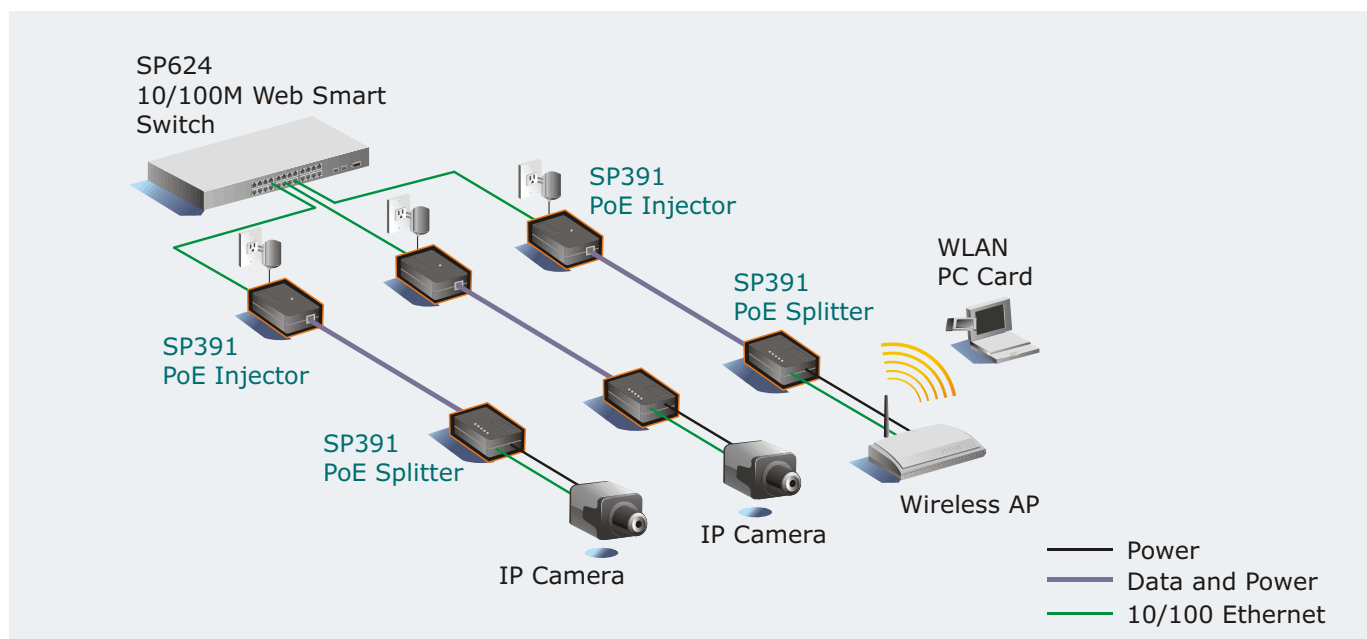 SP624
10/100M Web Smart
Switch
SP391
PoE Injector
WLAN
PC Card
SP391
PoE Splitter
SP391
PoE Injector
SP391
PoE Splitter
Wireless AP
IP Camera
IP Camera
Power
Data and Power
10/100 Ethernet